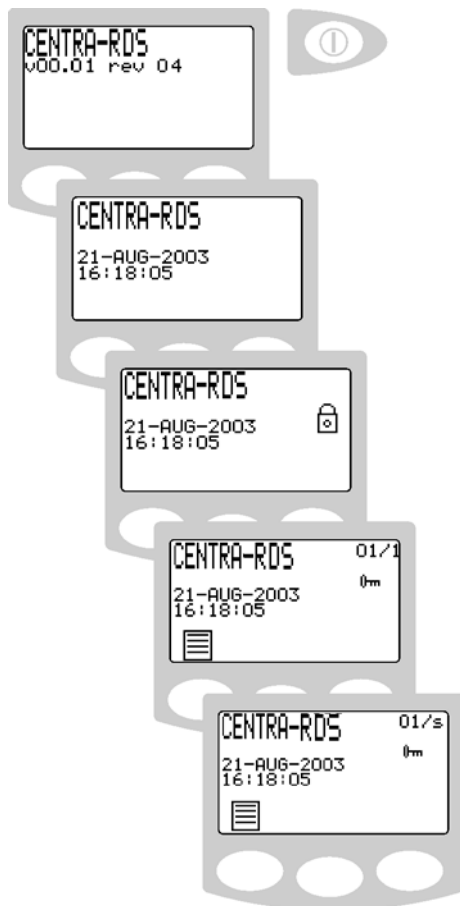 CENTRA-RDS
v00.01 rev 04
CENTRA-RDS
21-AUG-2003
16:18:05
CENTRA-RDS
21-AUG-2003
16:18:05
CENTRA-RDS 01/1
21-AUG-2003
16:18:05
CENTRA-RDS 01/s
21-AUG-2003
16:18:05